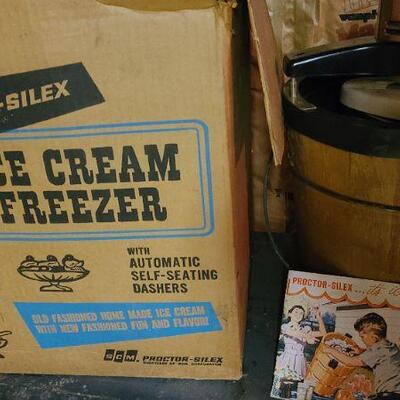 -SILEX
CE CREAM
FREEZER
WITH
AUTOMATIC
SELF-SEATING
DASHERS
OLD FASHIONED HOME MADE ICE CREAM
WITH NEW FASHIONED FUN AND FLAVOR!
SCM. PROCTOR-SILEX
PROCTOR-SILEX...it's